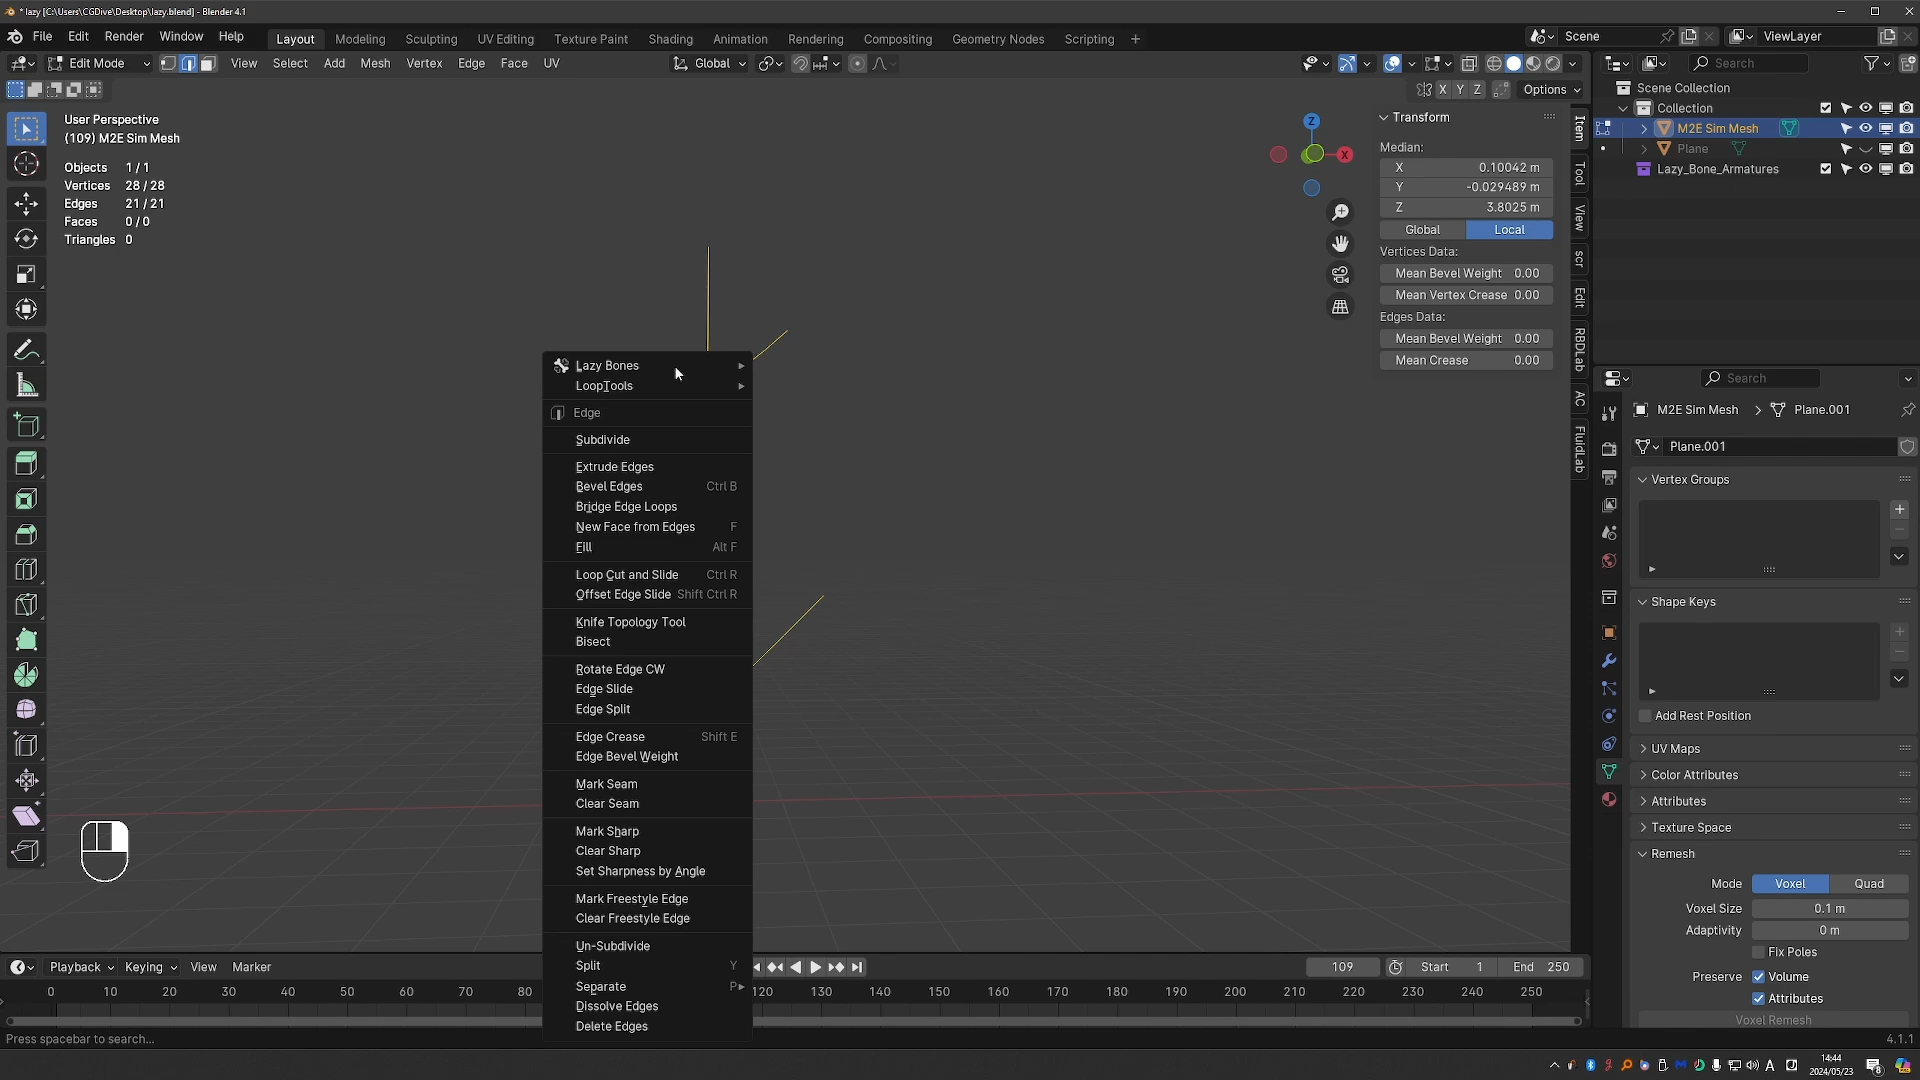 * lazy [C:\Users\CGDive\Desktop\lazy.blend] - Blender 4.1
File Edit Render Window Help Layout Modeling Sculpting UV Editing Texture Paint Shading Animation Rendering Compositing Geometry Nodes Scripting + Scene ViewLayer
Edit Mode View Select Add Mesh Vertex Edge Face UV Global Search
X Y Z Options
User Perspective
(109) M2E Sim Mesh
Objects 1/1
Vertices 28/28
Edges 21/21
Faces 0/0
Triangles 0
Z
X
Transform
Median:
X 0.10042 m
Y -0.029489 m
Z 3.8025 m
Global Local
Vertices Data:
Mean Bevel Weight 0.00
Mean Vertex Crease 0.00
Edges Data:
Mean Bevel Weight 0.00
Mean Crease 0.00
Item
Tool
View
scr
Edit
RBDLab
AC
FluidLab
Scene Collection
Collection
M2E Sim Mesh
Plane
Lazy_Bone_Armatures
Lazy Bones
LoopTools
Edge
Subdivide
Extrude Edges
Bevel Edges Ctrl B
Bridge Edge Loops
New Face from Edges F
Fill Alt F
Loop Cut and Slide Ctrl R
Offset Edge Slide Shift Ctrl R
Knife Topology Tool
Bisect
Rotate Edge CW
Edge Slide
Edge Split
Edge Crease Shift E
Edge Bevel Weight
Mark Seam
Clear Seam
Mark Sharp
Clear Sharp
Set Sharpness by Angle
Mark Freestyle Edge
Clear Freestyle Edge
Un-Subdivide
Split Y
Separate P
Dissolve Edges
Delete Edges
Search
M2E Sim Mesh > Plane.001
Plane.001
Vertex Groups
Shape Keys
Add Rest Position
UV Maps
Color Attributes
Attributes
Texture Space
Remesh
Mode Voxel Quad
Voxel Size 0.1 m
Adaptivity 0 m
Fix Poles
Preserve Volume
Attributes
Voxel Remesh
Playback Keying View Marker 109 Start 1 End 250
0 10 20 30 40 50 60 70 80 120 130 140 150 160 170 180 190 200 210 220 230 240 250
Press spacebar to search... 4.1.1
A 14:44
2024/05/23